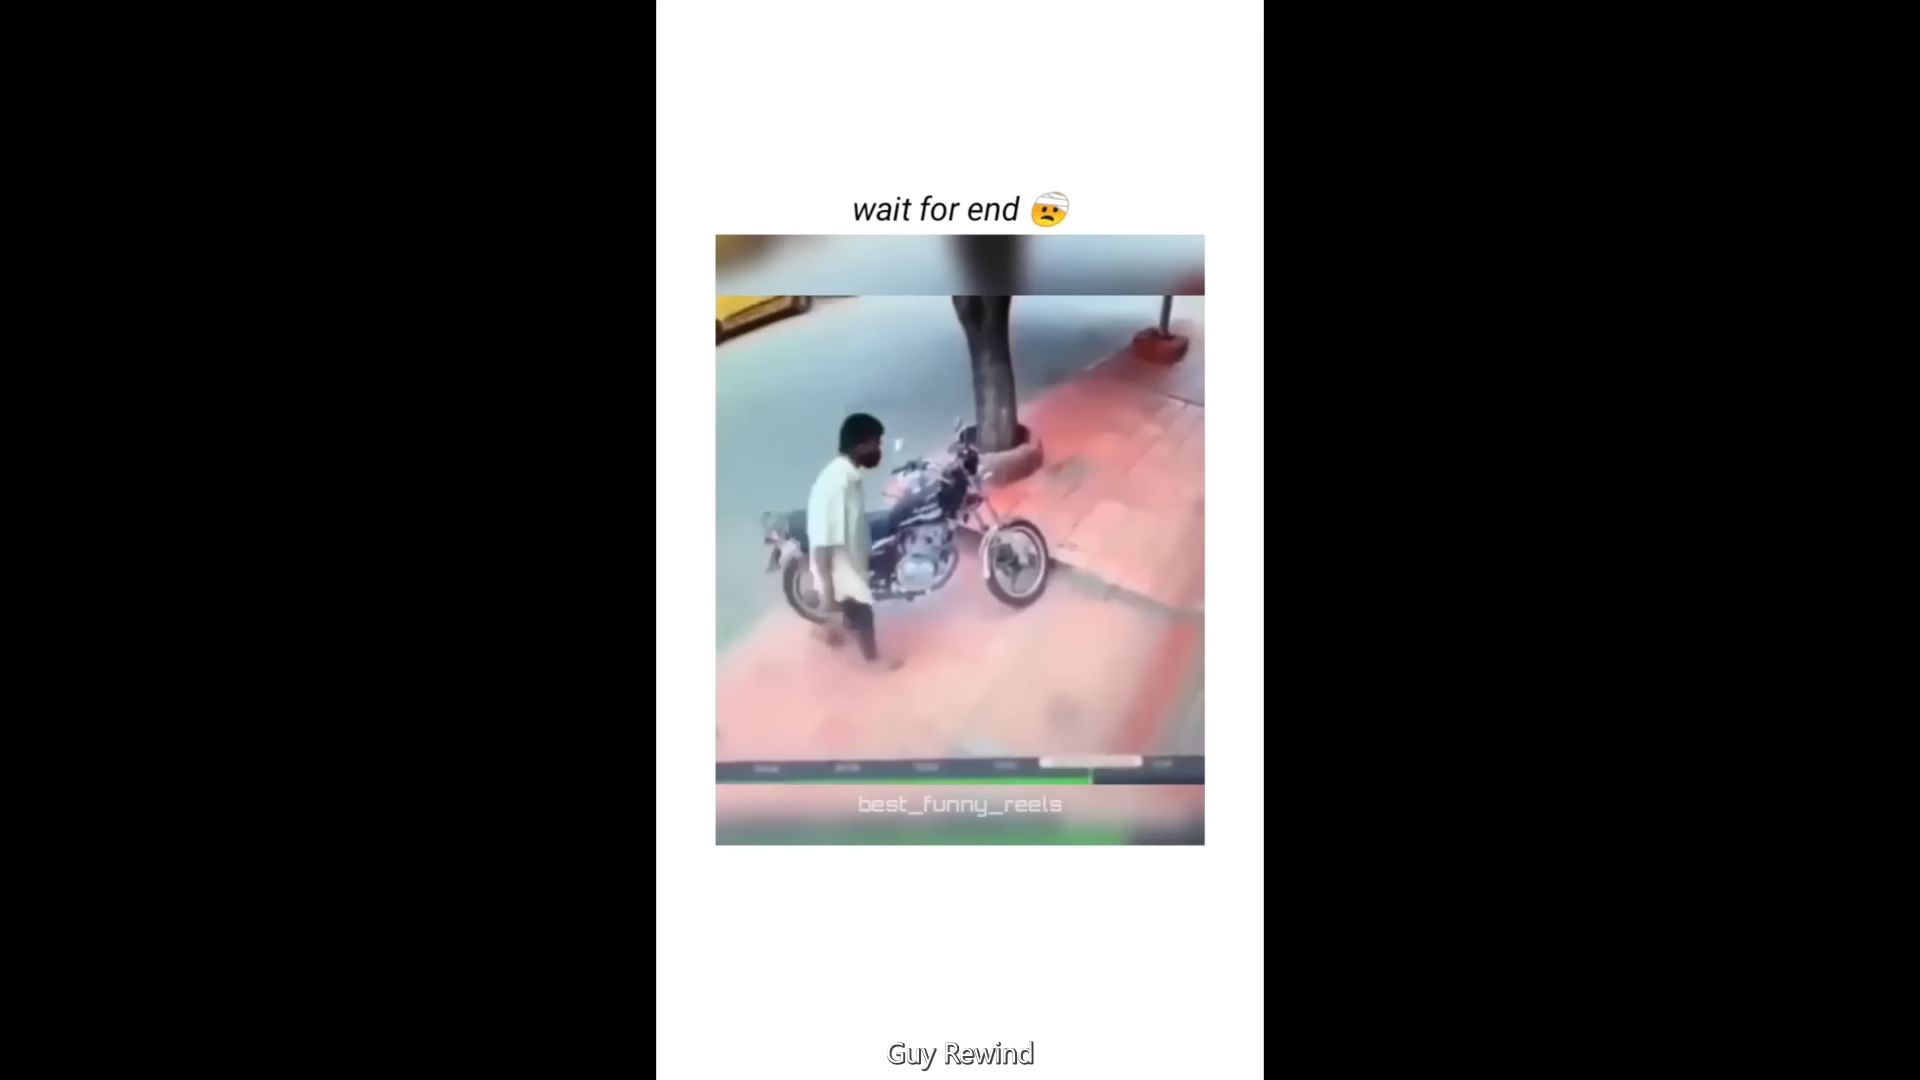 wait for end 🤕
best_funny_reels
Guy Rewind